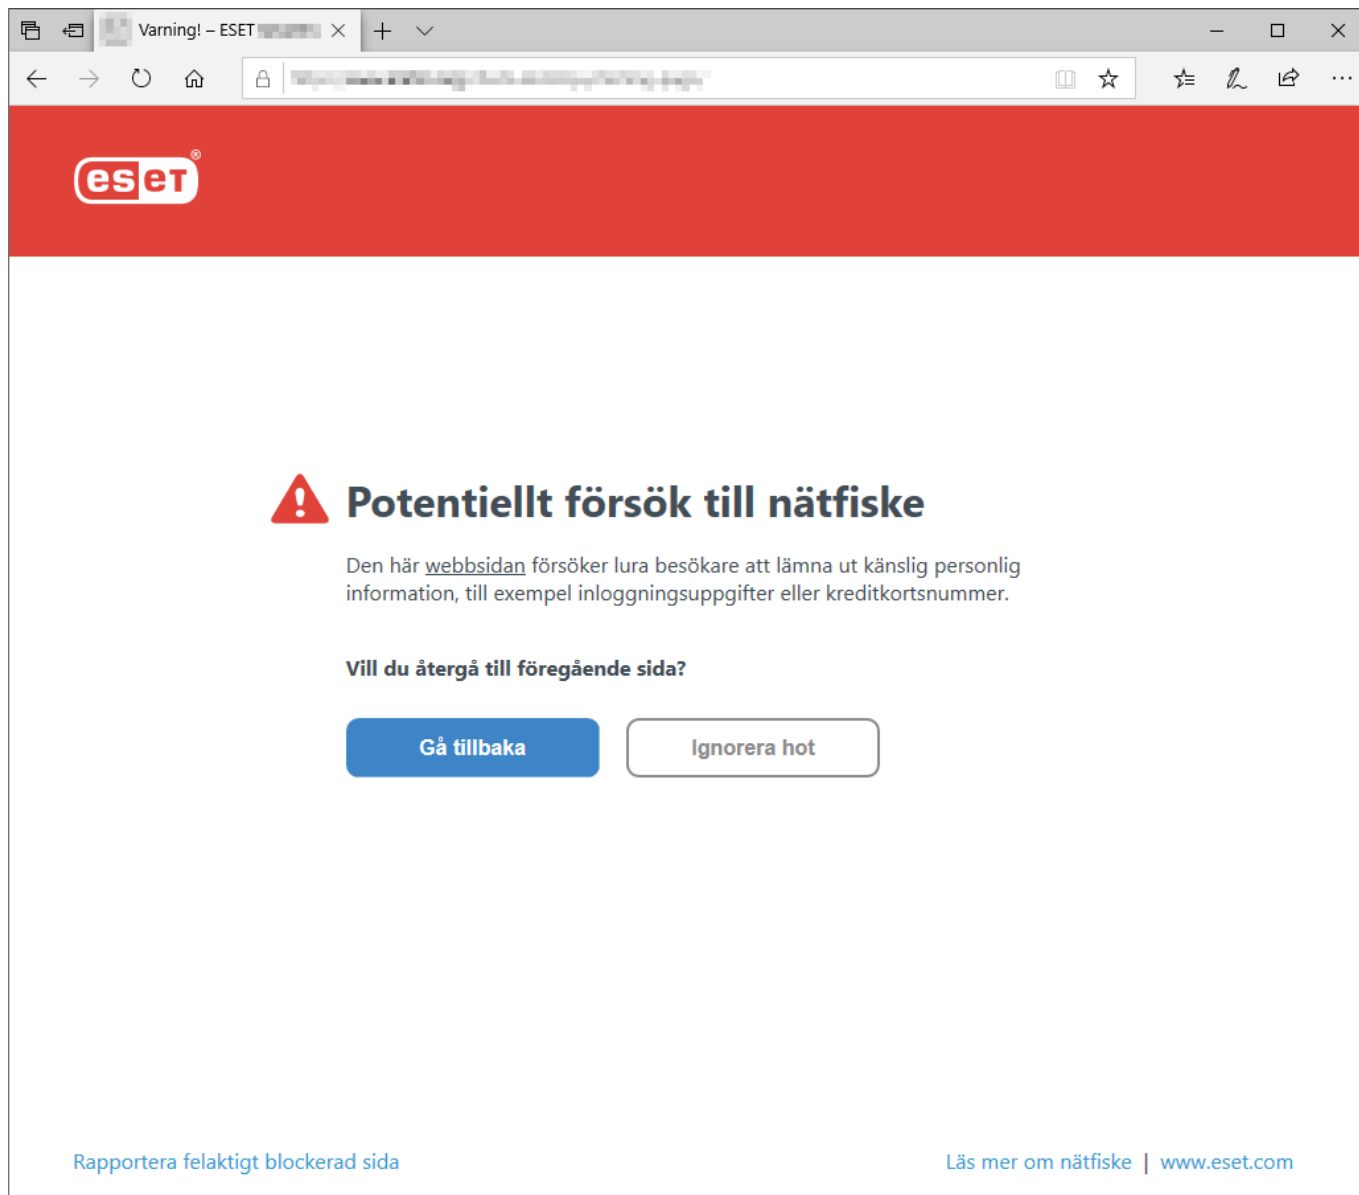 Varning! – ESET
eset®
Potentiellt försök till nätfiske
Den här webbsidan försöker lura besökare att lämna ut känslig personlig
information, till exempel inloggningsuppgifter eller kreditkortsnummer.
Vill du återgå till föregående sida?
Gå tillbaka
Ignorera hot
Rapportera felaktigt blockerad sida
Läs mer om nätfiske | www.eset.com